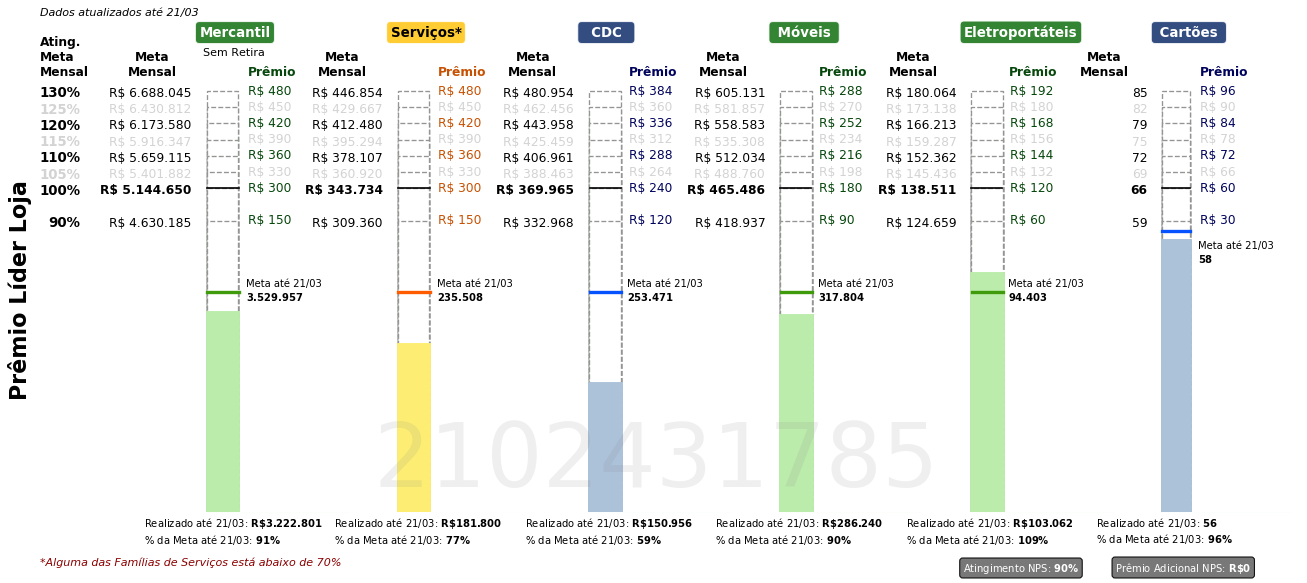 Dados atualizados até 21/03
Mercantil Serviços* CDC Móveis Eletroportáteis Cartões
Sem Retira
Ating. Meta Mensal
Meta Mensal Prêmio Meta Mensal Prêmio Meta Mensal Prêmio Meta Mensal Prêmio Meta Mensal Prêmio Meta Mensal Prêmio
130% R$ 6.688.045 R$ 480 R$ 446.854 R$ 480 R$ 480.954 R$ 384 R$ 605.131 R$ 288 R$ 180.064 R$ 192 85 R$ 96
125% R$ 6.430.812 R$ 450 R$ 429.667 R$ 450 R$ 462.456 R$ 360 R$ 581.857 R$ 270 R$ 173.138 R$ 180 82 R$ 90
120% R$ 6.173.580 R$ 420 R$ 412.480 R$ 420 R$ 443.958 R$ 336 R$ 558.583 R$ 252 R$ 166.213 R$ 168 79 R$ 84
115% R$ 5.916.347 R$ 390 R$ 395.294 R$ 390 R$ 425.459 R$ 312 R$ 535.308 R$ 234 R$ 159.287 R$ 156 75 R$ 78
110% R$ 5.659.115 R$ 360 R$ 378.107 R$ 360 R$ 406.961 R$ 288 R$ 512.034 R$ 216 R$ 152.362 R$ 144 72 R$ 72
105% R$ 5.401.882 R$ 330 R$ 360.920 R$ 330 R$ 388.463 R$ 264 R$ 488.760 R$ 198 R$ 145.436 R$ 132 69 R$ 66
100% R$ 5.144.650 R$ 300 R$ 343.734 R$ 300 R$ 369.965 R$ 240 R$ 465.486 R$ 180 R$ 138.511 R$ 120 66 R$ 60
90% R$ 4.630.185 R$ 150 R$ 309.360 R$ 150 R$ 332.968 R$ 120 R$ 418.937 R$ 90 R$ 124.659 R$ 60 59 R$ 30
Prêmio Líder Loja
Meta até 21/03
58
Meta até 21/03 Meta até 21/03 Meta até 21/03 Meta até 21/03 Meta até 21/03
3.529.957 235.508 253.471 317.804 94.403
2102431785
Realizado até 21/03: R$3.222.801 Realizado até 21/03: R$181.800 Realizado até 21/03: R$150.956 Realizado até 21/03: R$286.240 Realizado até 21/03: R$103.062 Realizado até 21/03: 56
% da Meta até 21/03: 91% % da Meta até 21/03: 77% % da Meta até 21/03: 59% % da Meta até 21/03: 90% % da Meta até 21/03: 109% % da Meta até 21/03: 96%
*Alguma das Famílias de Serviços está abaixo de 70%
Atingimento NPS: 90% Prêmio Adicional NPS: R$0